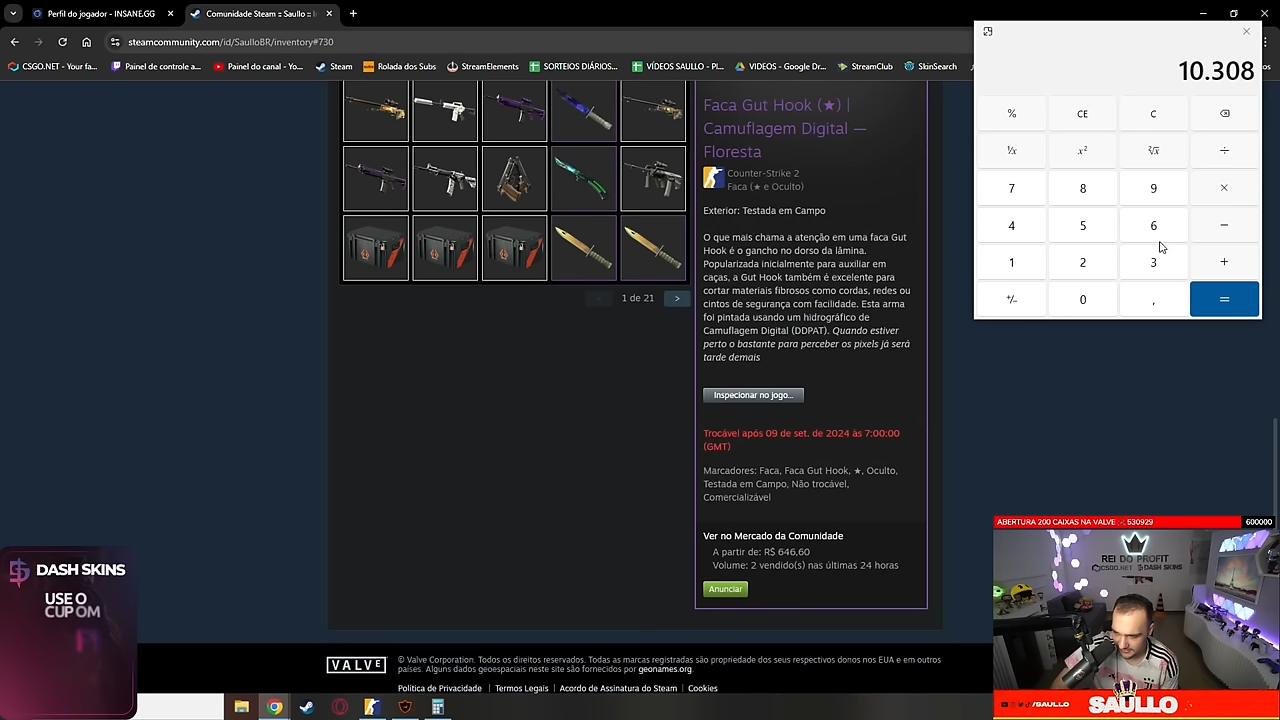 Perfil do jogador - INSANE.GG
Comunidade Steam :: Saullo :: I
steamcommunity.com/id/SaulloBR/inventory#730
CSGO.NET - Your fa...
Painel de controle a...
Painel do canal - Yo...
Steam
Rolada dos Subs
StreamElements
SORTEIOS DIÁRIOS...
VÍDEOS SAULLO - Pl...
VIDEOS - Google Dr...
StreamClub
SkinSearch
10.308
% CE C
¹/x x² ²√x ÷
7 8 9 ×
4 5 6 −
1 2 3 +
+/− 0 , =
Faca Gut Hook (★) |
Camuflagem Digital —
Floresta
Counter-Strike 2
Faca (★ e Oculto)
Exterior: Testada em Campo
O que mais chama a atenção em uma faca Gut
Hook é o gancho no dorso da lâmina.
Popularizada inicialmente para auxiliar em
caças, a Gut Hook também é excelente para
cortar materiais fibrosos como cordas, redes ou
cintos de segurança com facilidade. Esta arma
foi pintada usando um hidrográfico de
Camuflagem Digital (DDPAT). Quando estiver
perto o bastante para perceber os pixels já será
tarde demais
1 de 21 >
Inspecionar no jogo...
Trocável após 09 de set. de 2024 às 7:00:00
(GMT)
Marcadores: Faca, Faca Gut Hook, ★, Oculto,
Testada em Campo, Não trocável,
Comercializável
Ver no Mercado da Comunidade
A partir de: R$ 646,60
Volume: 2 vendido(s) nas últimas 24 horas
Anunciar
ABERTURA 200 CAIXAS NA VALVE
530929
600000
REI DO PROFIT
CSGO.NET DASH SKINS
/SAULLO
SAULLO
DASH SKINS
USE O
CUPOM
VALVE
© Valve Corporation. Todos os direitos reservados. Todas as marcas registradas são propriedade dos seus respectivos donos nos EUA e em outros
países. Alguns dados geoespaciais neste site são fornecidos por geonames.org.
Política de Privacidade | Termos Legais | Acordo de Assinatura do Steam | Cookies